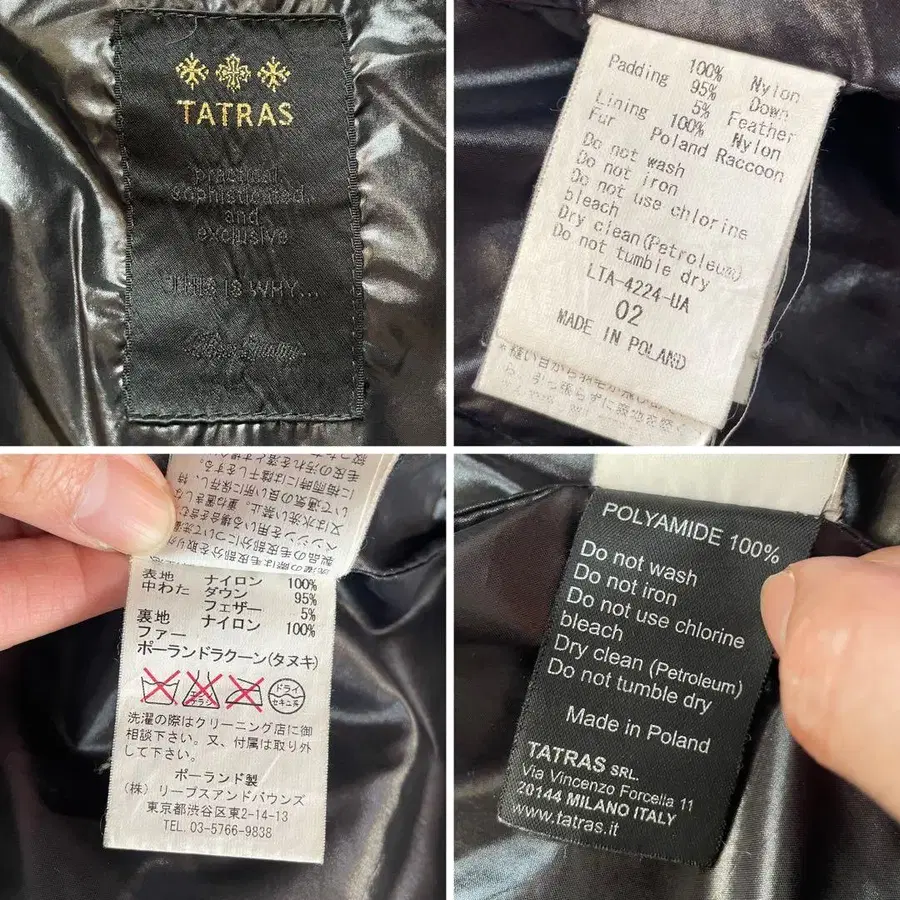 TATRAS
practical,
sophisticated,
and
exclusive
THIS IS WHY...
100% Nylon
Padding 95% Down
5% Feather
Lining 100% Nylon
Fur Poland Raccoon
Do not wash
Do not iron
Do not use chlorine
bleach
Dry clean(Petroleum)
Do not tumble dry
LTA-4224-UA
02
MADE IN POLAND
表地 ナイロン 100%
中わた ダウン 95%
フェザー 5%
裏地 ナイロン 100%
ファー
ポーランドラクーン(タヌキ)
ドライ
セキユ系
洗濯の際はクリーニング店に御
相談下さい。又、付属は取り外
して下さい。
ポーランド製
(株) リーブスアンドバウンズ
東京都渋谷区東2-14-13
TEL. 03-5766-9838
POLYAMIDE 100%
Do not wash
Do not iron
Do not use chlorine
bleach
Dry clean (Petroleum)
Do not tumble dry
Made in Poland
TATRAS SRL.
Via Vincenzo Forcella 11
20144 MILANO ITALY
www.tatras.it